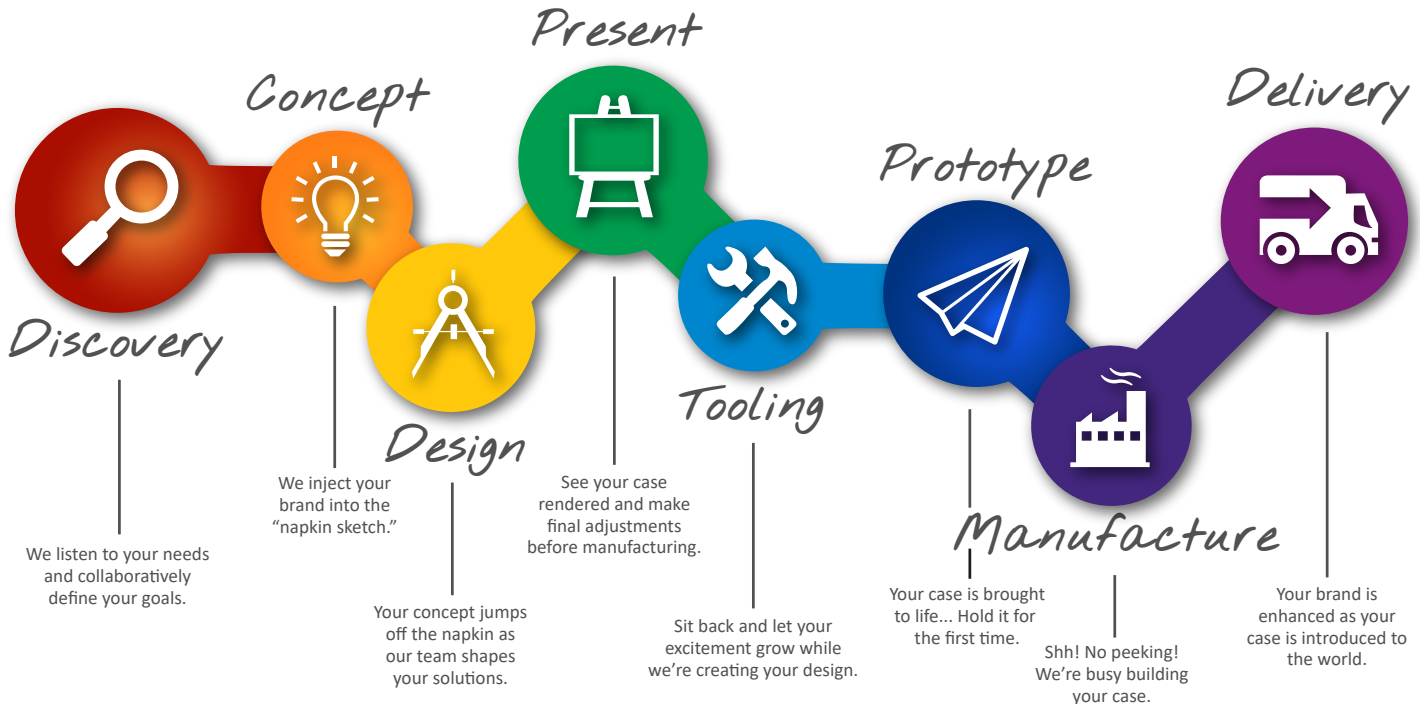 Discovery
We listen to your needs
and collaboratively
define your goals.
Concept
We inject your
brand into the
“napkin sketch.”
Design
Your concept jumps
off the napkin as
our team shapes
your solutions.
Present
See your case
rendered and make
final adjustments
before manufacturing.
Tooling
Sit back and let your
excitement grow while
we’re creating your design.
Prototype
Your case is brought
to life... Hold it for
the first time.
Manufacture
Shh! No peeking!
We’re busy building
your case.
Delivery
Your brand is
enhanced as your
case is introduced to
the world.